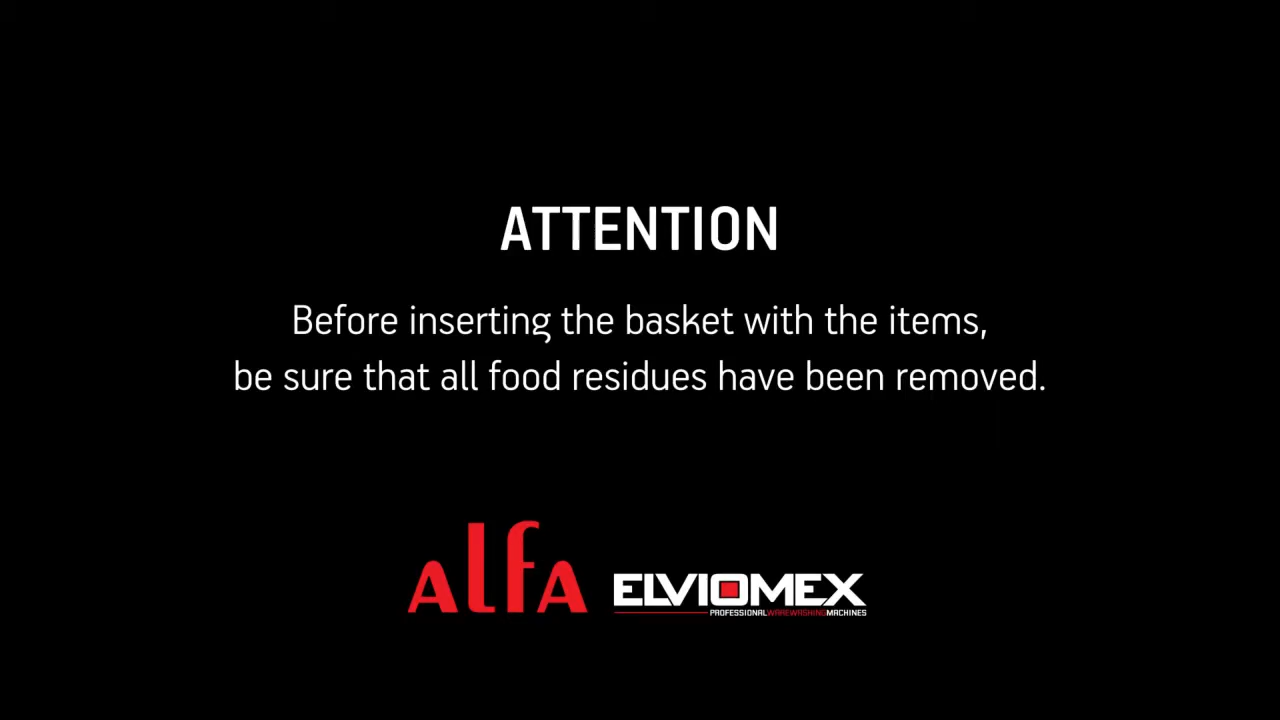 ATTENTION
Before inserting the basket with the items,
be sure that all food residues have been removed.
alfa ELVIOMEX
PROFESSIONALWAREWASHINGMACHINES